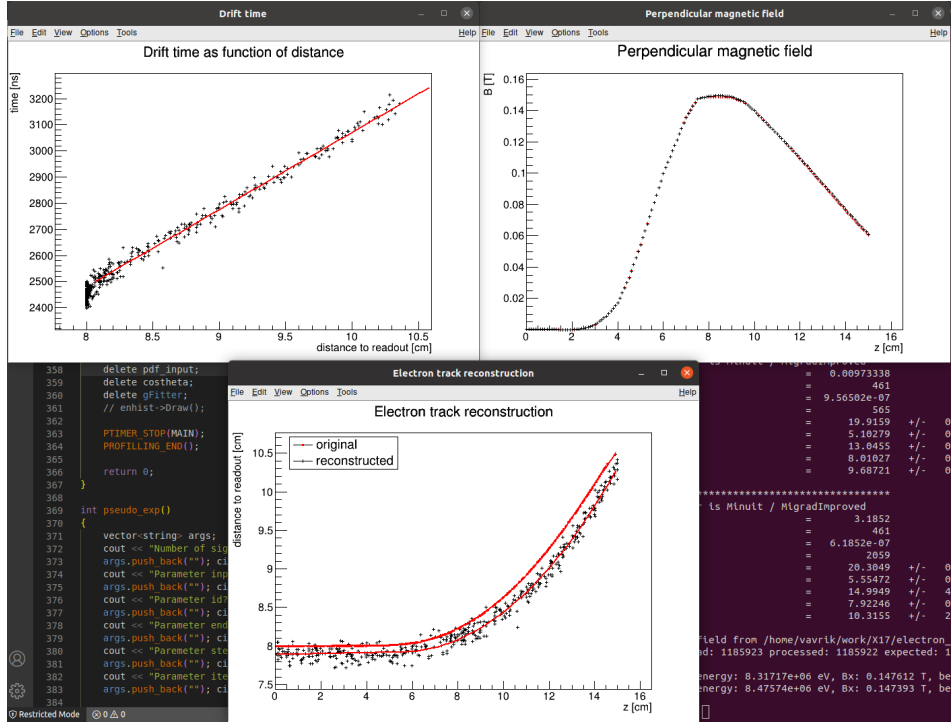 Drift time
File Edit View Options Tools Help
Drift time as function of distance
time [ns]
3200
3100
3000
2900
2800
2700
2600
2500
2400
8 8.5 9 9.5 10 10.5
distance to readout [cm]
Perpendicular magnetic field
File Edit View Options Tools Help
Perpendicular magnetic field
B [T]
0.16
0.14
0.12
0.1
0.08
0.06
0.04
0.02
0 2 4 6 8 10 12 14 16
z [cm]
358 delete pdf_input;
359 delete costheta;
360 delete gFitter;
361 // enhist->Draw();
362
363 PTIMER_STOP(MAIN);
364 PROFILLING_END();
365
366 return 0;
367 }
368
369 int pseudo_exp()
370 {
371 vector<string> args;
372 cout << "Number of sig
373 args.push_back(""); ci
374 cout << "Parameter inp
375 args.push_back(""); ci
376 cout << "Parameter id?
377 args.push_back(""); ci
378 cout << "Parameter end
379 args.push_back(""); ci
380 cout << "Parameter ste
381 args.push_back(""); ci
382 cout << "Parameter ite
383 args.push_back(""); ci
384
Restricted Mode 0 0
Electron track reconstruction
File Edit View Options Tools Help
Electron track reconstruction
original
reconstructed
distance to readout [cm]
10.5
10
9.5
9
8.5
8
7.5
0 2 4 6 8 10 12 14 16
z [cm]
is Minuit / MigradImproved
= 0.00973338
= 461
= 9.56502e-07
= 565
= 19.9159 +/- 0
= 5.10279 +/- 0
= 13.0455 +/- 0
= 8.01027 +/- 0
= 9.68721 +/- 0
********************************
r is Minuit / MigradImproved
= 3.1852
= 461
= 6.1852e-07
= 2059
= 20.3049 +/- 0
= 5.55472 +/- 0
= 14.9949 +/- 4
= 7.92246 +/- 0
= 10.3155 +/- 2
field from /home/vavrik/work/X17/electron_
ad: 1185923 processed: 1185922 expected: 1
energy: 8.31717e+06 eV, Bx: 0.147612 T, be
energy: 8.47574e+06 eV, Bx: 0.147393 T, be